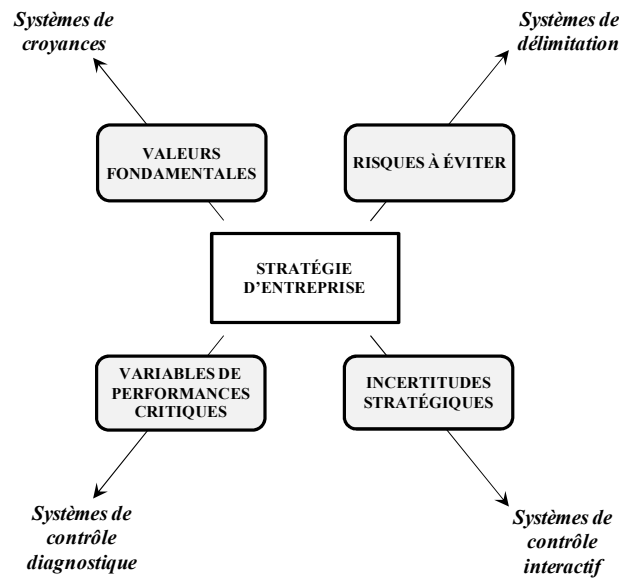 Systèmes de
croyances
Systèmes de
délimitation
VALEURS
FONDAMENTALES
RISQUES À ÉVITER
STRATÉGIE
D'ENTREPRISE
VARIABLES DE
PERFORMANCES
CRITIQUES
INCERTITUDES
STRATÉGIQUES
Systèmes de
contrôle
diagnostique
Systèmes de
contrôle
interactif